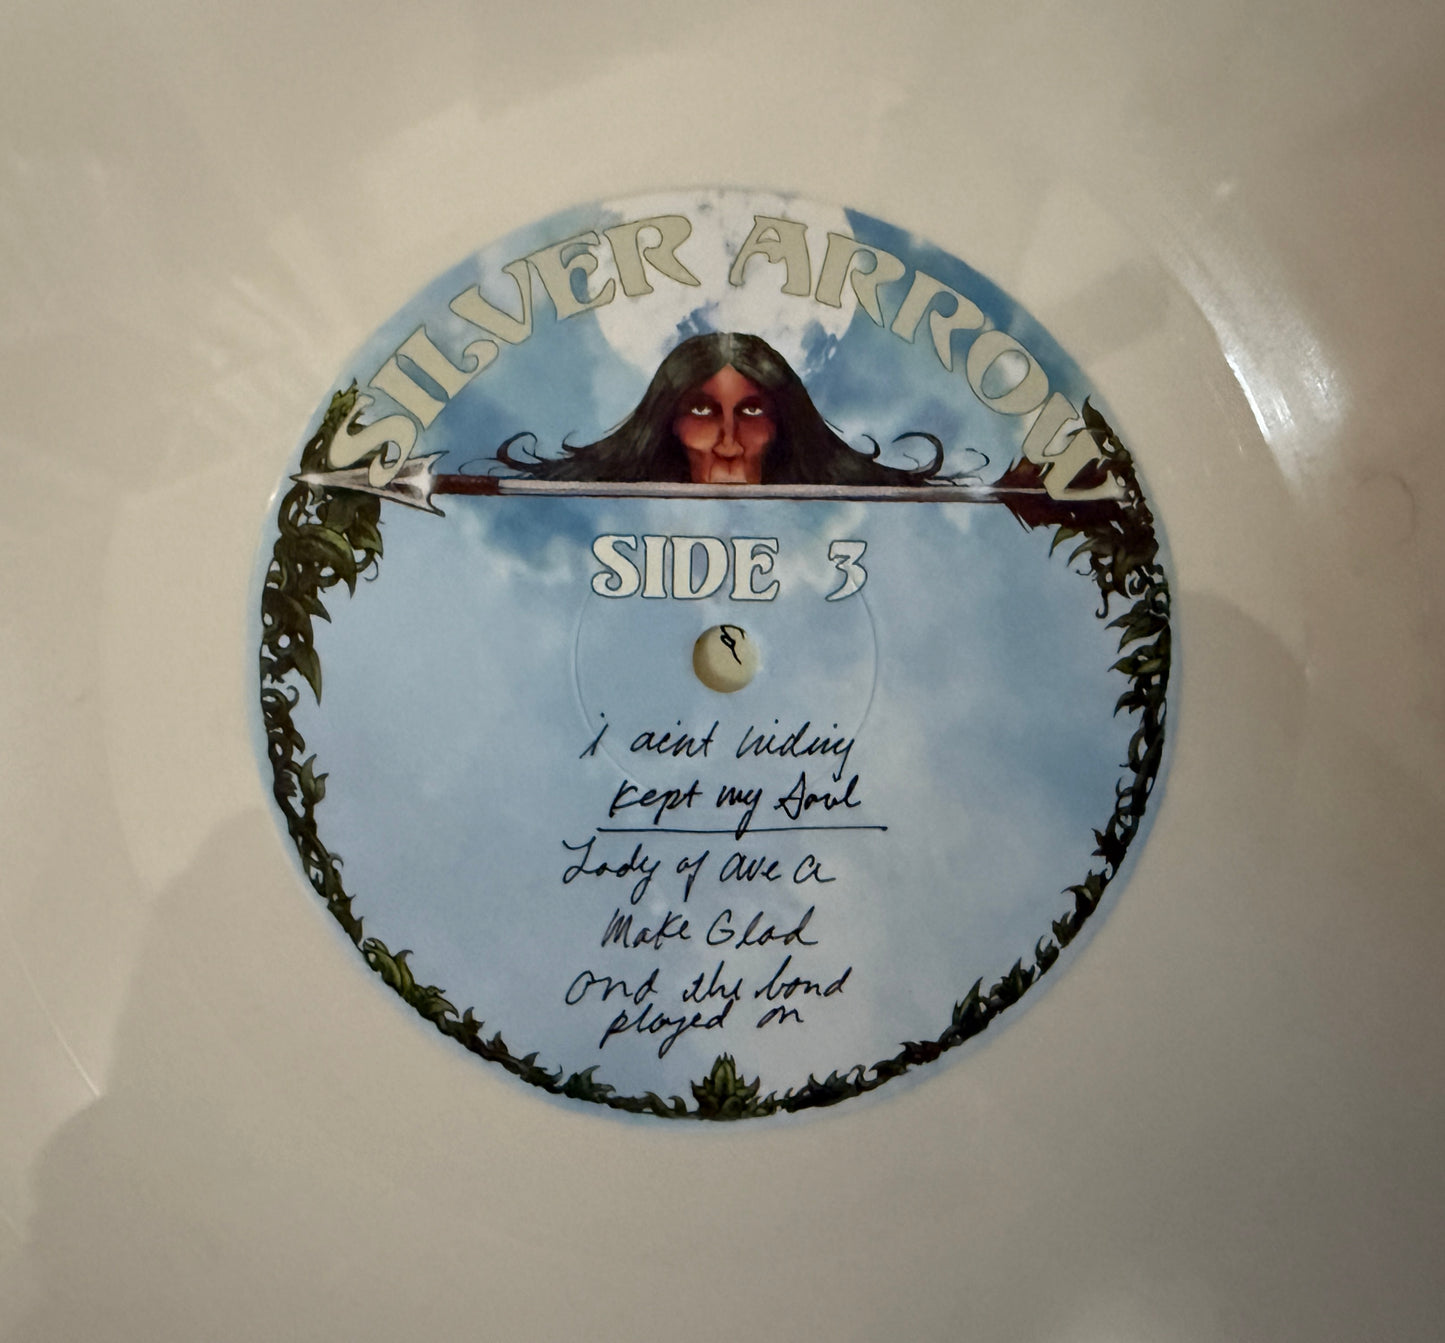 SILVER ARROW
SIDE 3
i aint hiding
Kept my Soul
Lady of ave a
Make Glad
and the band
played on